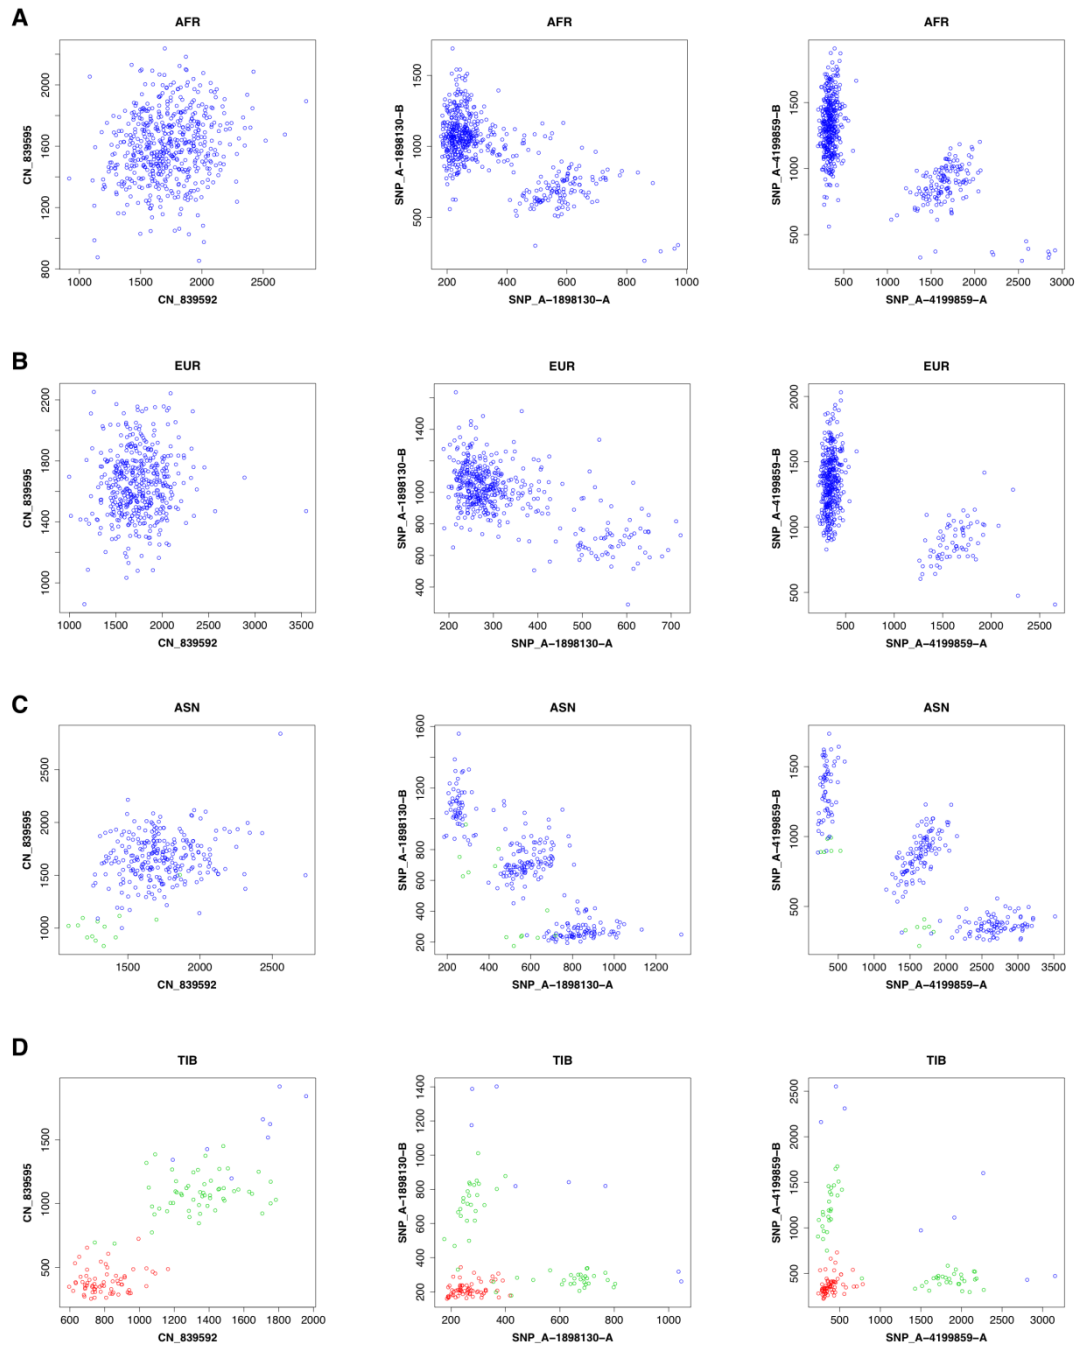 A
AFR
AFR
AFR
2000
1600
1200
800
CN_839595
1000 1500 2000 2500
CN_839592
1500
1000
500
SNP_A-1898130-B
200 400 600 800 1000
SNP_A-1898130-A
1500
1000
500
SNP_A-4199859-B
0 500 1000 1500 2000 2500 3000
SNP_A-4199859-A
B
EUR
EUR
EUR
2200
1800
1400
1000
CN_839595
1000 1500 2000 2500 3000 3500
CN_839592
1400
1000
800
600
400
SNP_A-1898130-B
200 300 400 500 600 700
SNP_A-1898130-A
2000
1500
1000
500
SNP_A-4199859-B
500 1000 1500 2000 2500
SNP_A-4199859-A
C
ASN
ASN
ASN
2500
2000
1500
1000
CN_839595
1500 2000 2500
CN_839592
1600
1200
800
600
400
200
SNP_A-1898130-B
200 400 600 800 1000 1200
SNP_A-1898130-A
1500
1000
500
SNP_A-4199859-B
500 1000 1500 2000 2500 3000 3500
SNP_A-4199859-A
D
TIB
TIB
TIB
1500
1000
500
CN_839595
600 800 1000 1200 1400 1600 1800 2000
CN_839592
1400
1200
1000
800
600
400
200
SNP_A-1898130-B
200 400 600 800 1000
SNP_A-1898130-A
2500
2000
1500
1000
500
SNP_A-4199859-B
500 1000 1500 2000 2500 3000
SNP_A-4199859-A